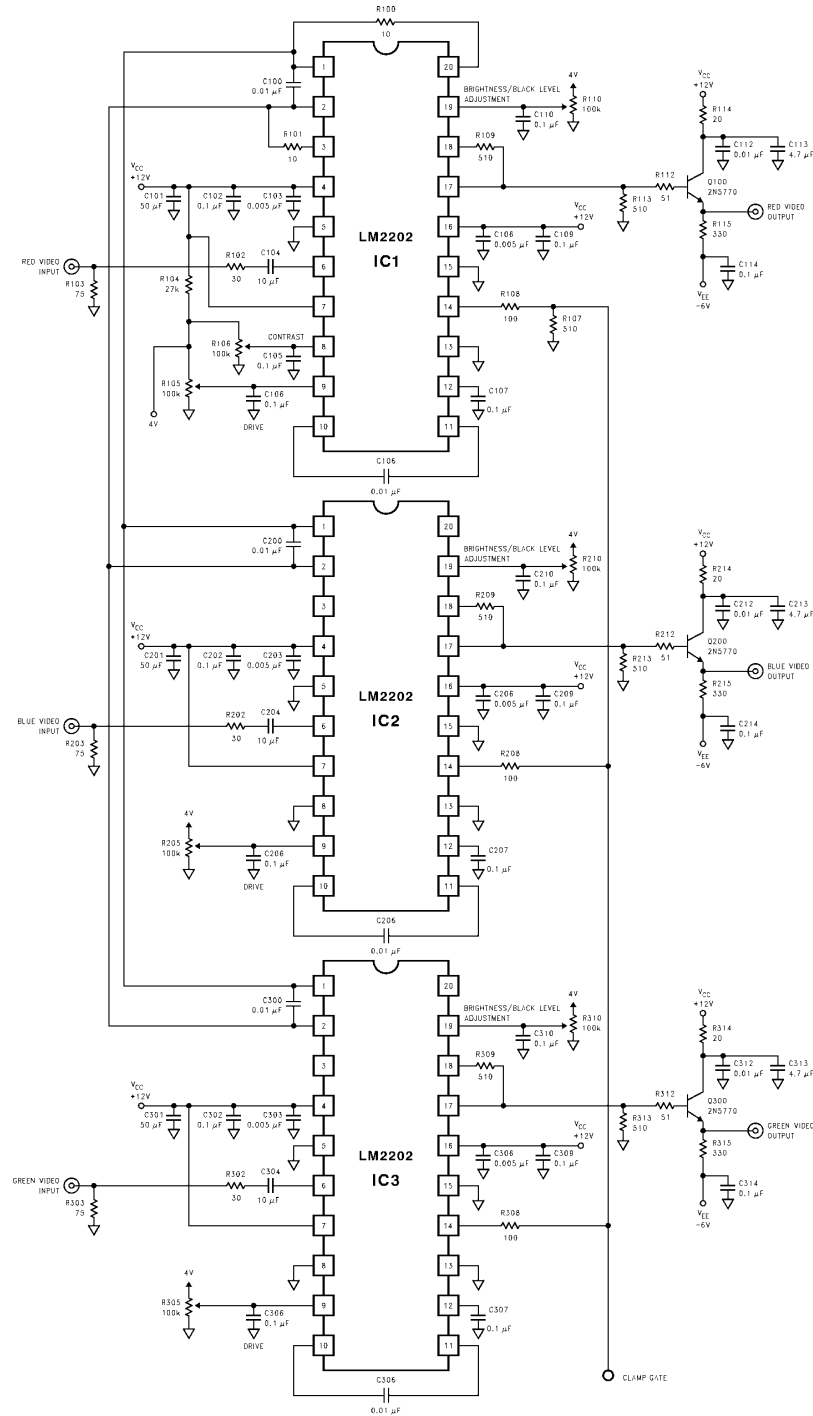 R100
10
1
20
C100
0.01 μF
BRIGHTNESS/BLACK LEVEL
ADJUSTMENT
4V
R110
100k
2
19
C110
0.1 μF
VCC
+12V
R114
20
R101
10
3
18
R109
510
C112
0.01 μF
C113
4.7 μF
VCC
+12V
C101
50 μF
C102
0.1 μF
C103
0.005 μF
4
17
R112
51
R113
510
Q100
2N5770
RED VIDEO
OUTPUT
R115
330
5
LM2202
IC1
16
C106
0.005 μF
C109
0.1 μF
VCC
+12V
RED VIDEO
INPUT
R103
75
R102
30
C104
10 μF
6
15
C114
0.1 μF
VEE
-6V
R104
27k
7
14
R108
100
R107
510
R106
100k
CONTRAST
C105
0.1 μF
8
13
R105
100k
4V
C106
0.1 μF
DRIVE
9
12
C107
0.1 μF
10
11
C106
0.01 μF
1
20
C200
0.01 μF
BRIGHTNESS/BLACK LEVEL
ADJUSTMENT
4V
R210
100k
2
19
C210
0.1 μF
VCC
+12V
R214
20
3
18
R209
510
C212
0.01 μF
C213
4.7 μF
VCC
+12V
C201
50 μF
C202
0.1 μF
C203
0.005 μF
4
17
R212
51
R213
510
Q200
2N5770
BLUE VIDEO
OUTPUT
R215
330
5
LM2202
IC2
16
C206
0.005 μF
C209
0.1 μF
VCC
+12V
BLUE VIDEO
INPUT
R203
75
R202
30
C204
10 μF
6
15
C214
0.1 μF
VEE
-6V
7
14
R208
100
8
13
4V
R205
100k
C206
0.1 μF
DRIVE
9
12
C207
0.1 μF
10
11
C206
0.01 μF
1
20
C300
0.01 μF
BRIGHTNESS/BLACK LEVEL
ADJUSTMENT
4V
R310
100k
2
19
C310
0.1 μF
VCC
+12V
R314
20
3
18
R309
510
C312
0.01 μF
C313
4.7 μF
VCC
+12V
C301
50 μF
C302
0.1 μF
C303
0.005 μF
4
17
R312
51
R313
510
Q300
2N5770
GREEN VIDEO
OUTPUT
R315
330
5
LM2202
IC3
16
C306
0.005 μF
C309
0.1 μF
VCC
+12V
GREEN VIDEO
INPUT
R303
75
R302
30
C304
10 μF
6
15
C314
0.1 μF
VEE
-6V
7
14
R308
100
8
13
4V
R305
100k
C306
0.1 μF
DRIVE
9
12
C307
0.1 μF
10
11
C306
0.01 μF
CLAMP GATE